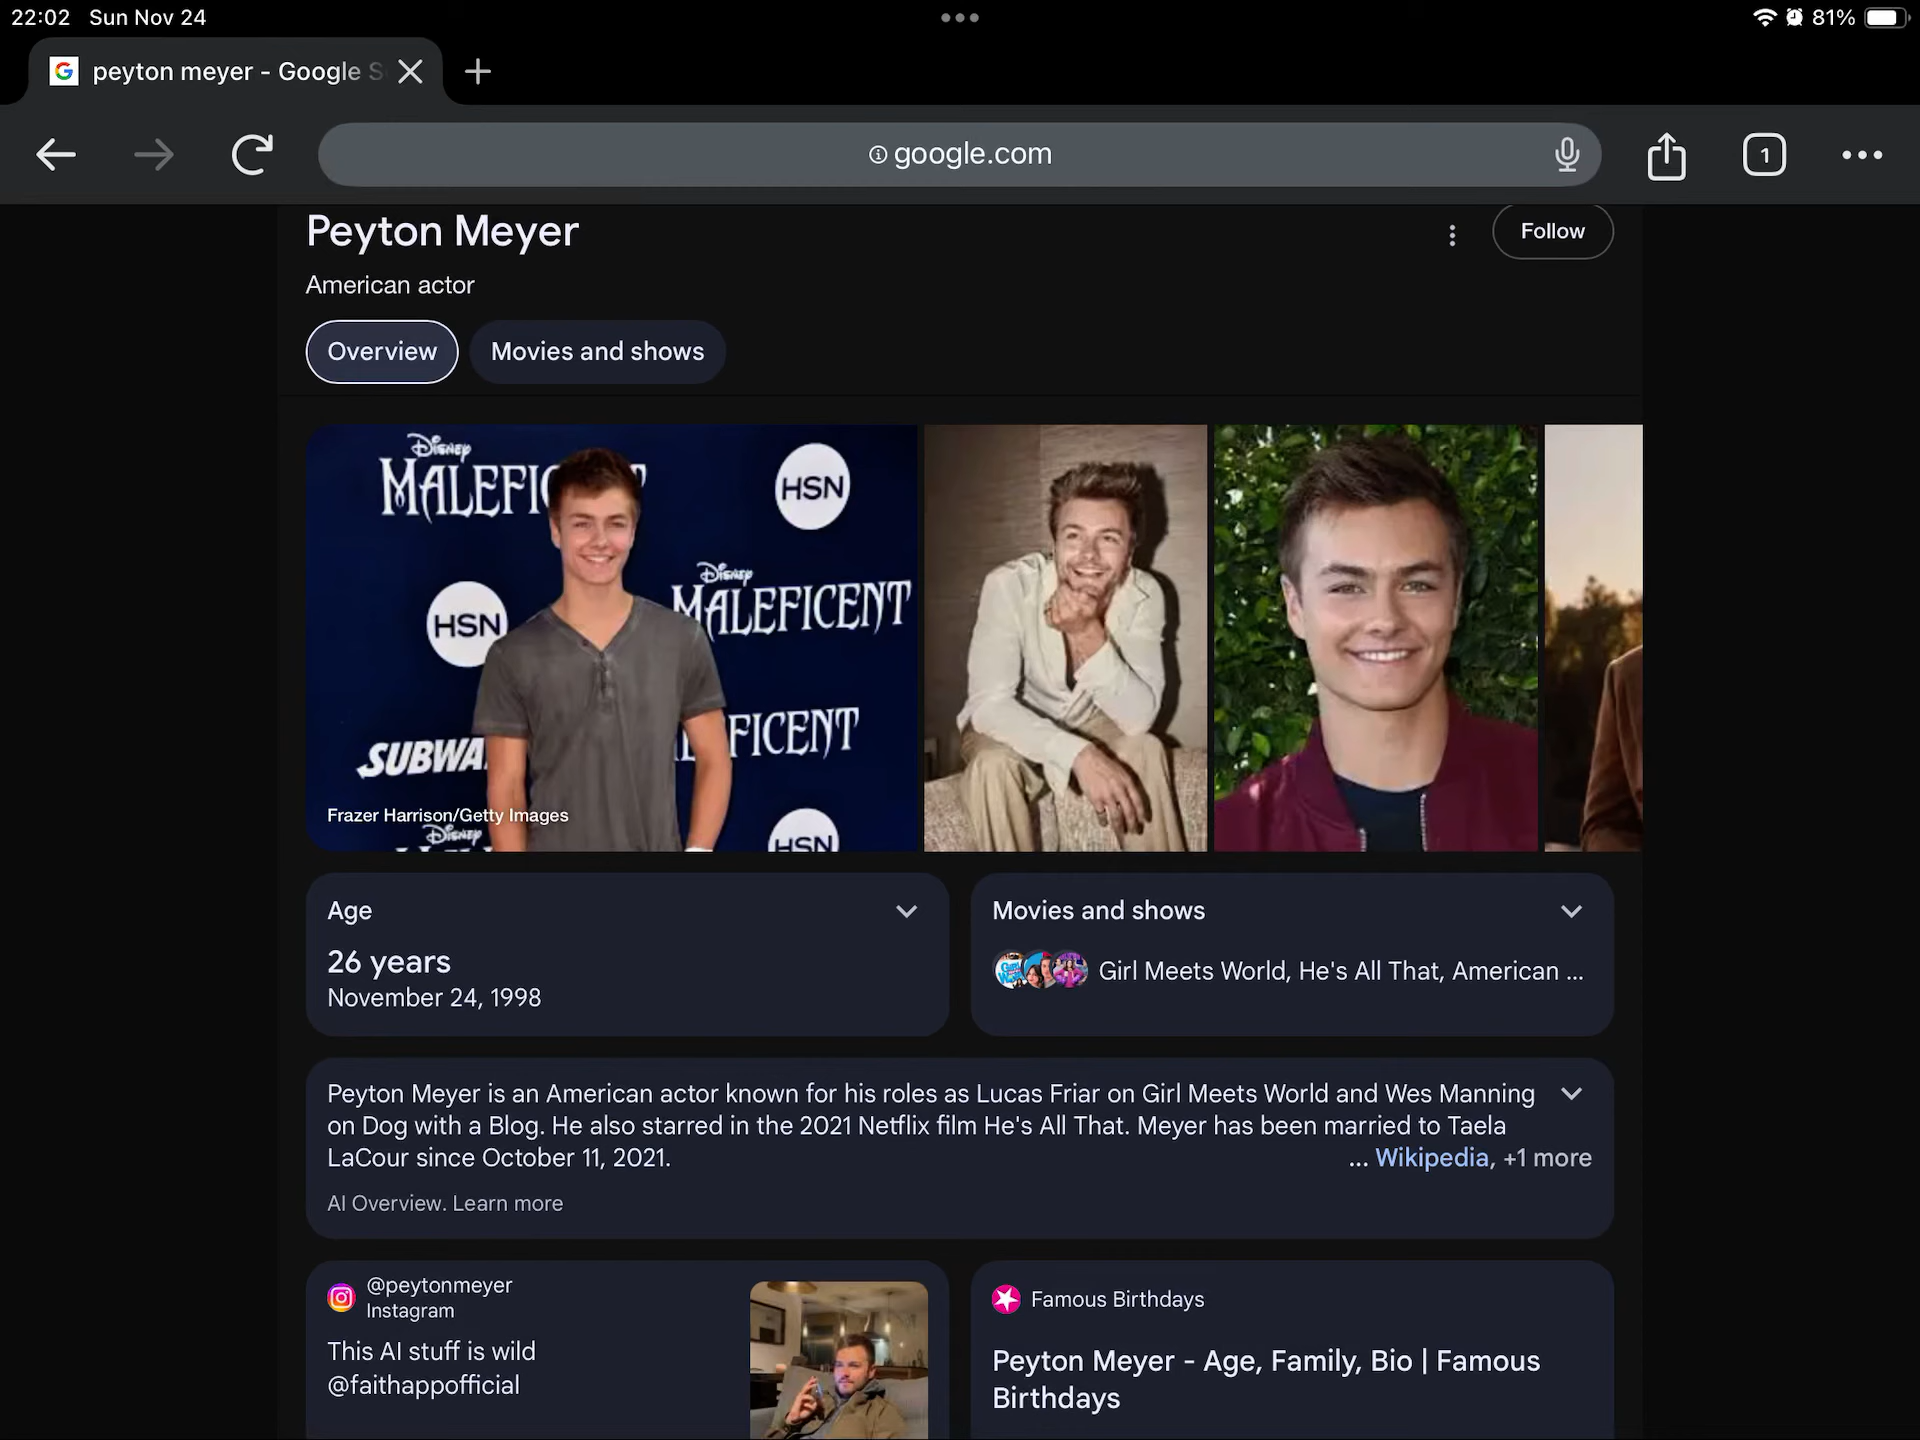 22:02 Sun Nov 24
81%
peyton meyer - Google S
google.com
1
Peyton Meyer
Follow
American actor
Overview
Movies and shows
Disney
MALEFIC
HSN
Disney
HSN
MALEFICENT
SUBWA
FICENT
Frazer Harrison/Getty Images
Disney
HSN
Age
26 years
November 24, 1998
Movies and shows
Girl Meets World, He's All That, American ...
Peyton Meyer is an American actor known for his roles as Lucas Friar on Girl Meets World and Wes Manning
on Dog with a Blog. He also starred in the 2021 Netflix film He's All That. Meyer has been married to Taela
LaCour since October 11, 2021.
... Wikipedia, +1 more
AI Overview. Learn more
@peytonmeyer
Instagram
This AI stuff is wild
@faithappofficial
Famous Birthdays
Peyton Meyer - Age, Family, Bio | Famous
Birthdays